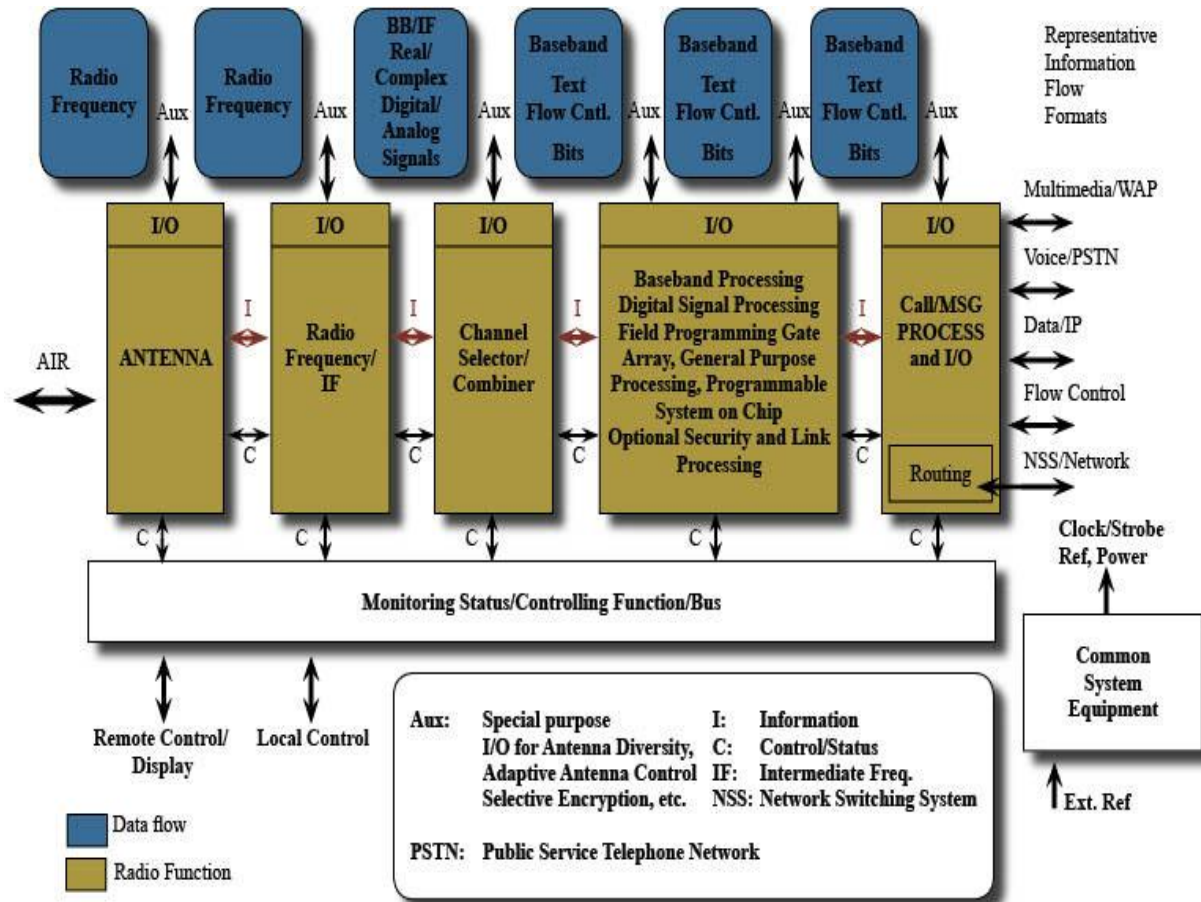 Radio
Frequency
Aux
Radio
Frequency
Aux
BB/IF
Real/
Complex
Digital/
Analog
Signals
Aux
Baseband
Text
Flow Cntl.
Bits
Aux
Baseband
Text
Flow Cntl.
Bits
Aux
Baseband
Text
Flow Cntl.
Bits
Aux
Representative
Information
Flow
Formats
AIR
I/O
ANTENNA
I
C
I/O
Radio
Frequency/
IF
I
C
I/O
Channel
Selector/
Combiner
I
C
I/O
Baseband Processing
Digital Signal Processing
Field Programming Gate
Array, General Purpose
Processing, Programmable
System on Chip
Optional Security and Link
Processing
I
C
I/O
Call/MSG
PROCESS
and I/O
Routing
Multimedia/WAP
Voice/PSTN
Data/IP
Flow Control
NSS/Network
C
C
C
C
Monitoring Status/Controlling Function/Bus
Remote Control/
Display
Local Control
Clock/Strobe
Ref, Power
Common
System
Equipment
Ext. Ref
Aux: Special purpose
I/O for Antenna Diversity,
Adaptive Antenna Control
Selective Encryption, etc.
I: Information
C: Control/Status
IF: Intermediate Freq.
NSS: Network Switching System
PSTN: Public Service Telephone Network
Data flow
Radio Function